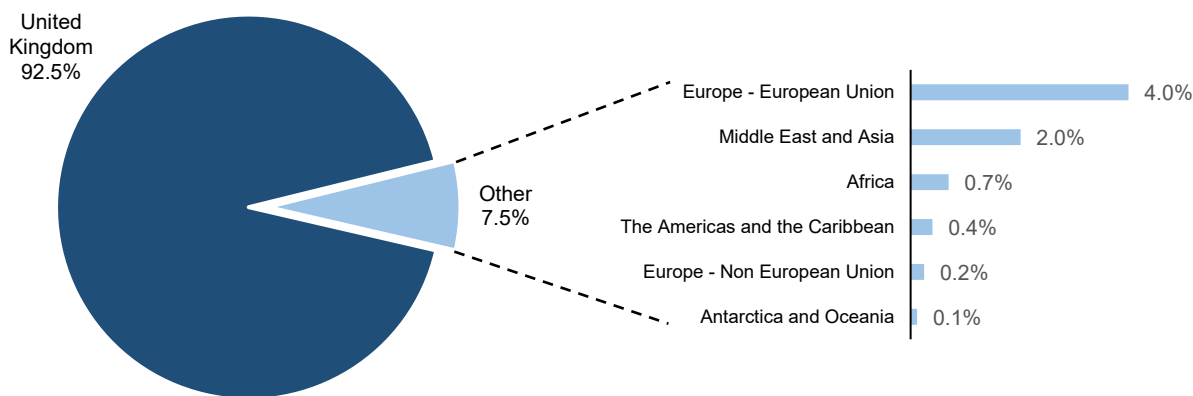 United
Kingdom
92.5%
Other
7.5%
Europe - European Union 4.0%
Middle East and Asia 2.0%
Africa 0.7%
The Americas and the Caribbean 0.4%
Europe - Non European Union 0.2%
Antarctica and Oceania 0.1%